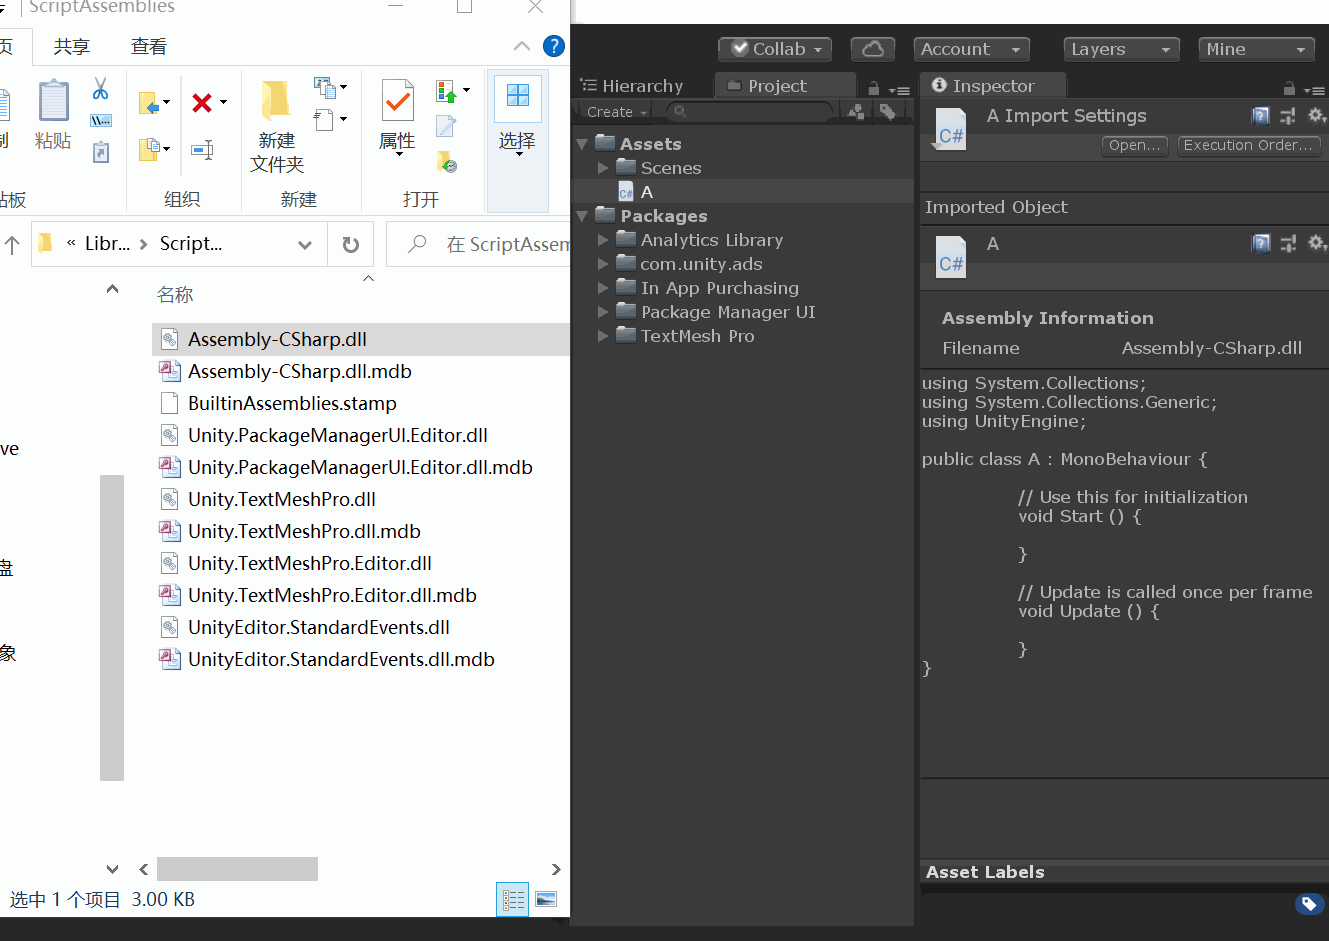 ScriptAssemblies
页
共享
查看
?
制
粘贴
新建
文件夹
属性
选择
贴板
组织
新建
打开
« Libr... > Script...
在 ScriptAssem
名称
Assembly-CSharp.dll
Assembly-CSharp.dll.mdb
BuiltinAssemblies.stamp
Unity.PackageManagerUI.Editor.dll
Unity.PackageManagerUI.Editor.dll.mdb
Unity.TextMeshPro.dll
Unity.TextMeshPro.dll.mdb
Unity.TextMeshPro.Editor.dll
Unity.TextMeshPro.Editor.dll.mdb
UnityEditor.StandardEvents.dll
UnityEditor.StandardEvents.dll.mdb
ve
盘
象
选中 1 个项目 3.00 KB
Collab
Account
Layers
Mine
Hierarchy
Project
Create
Assets
Scenes
C# A
Packages
Analytics Library
com.unity.ads
In App Purchasing
Package Manager UI
TextMesh Pro
Inspector
C#
A Import Settings
Open...
Execution Order...
Imported Object
C#
A
Assembly Information
Filename Assembly-CSharp.dll
using System.Collections;
using System.Collections.Generic;
using UnityEngine;
public class A : MonoBehaviour {
// Use this for initialization
void Start () {
}
// Update is called once per frame
void Update () {
}
}
Asset Labels